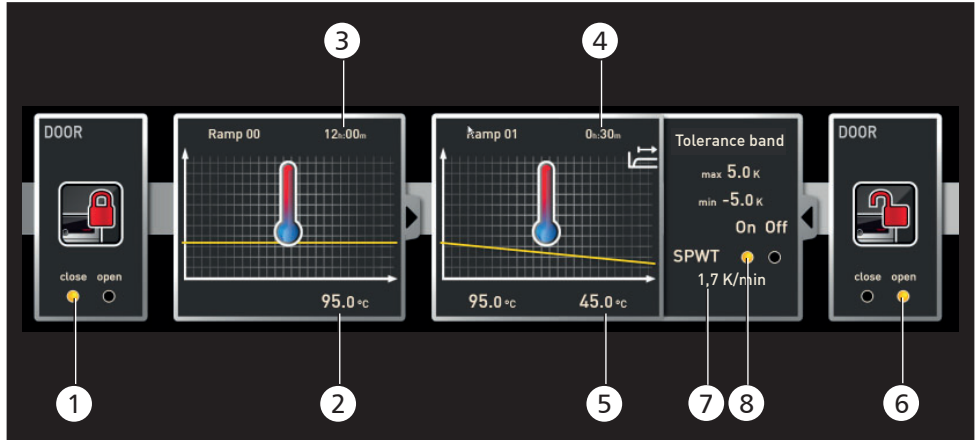 3
4
DOOR
close open
Ramp 00 12h:00m
95.0 °C
Ramp 01 0h:30m
95.0 °C 45.0 °C
Tolerance band
max 5.0 K
min -5.0 K
On Off
SPWT
1,7 K/min
DOOR
close open
1
2
5
7
8
6